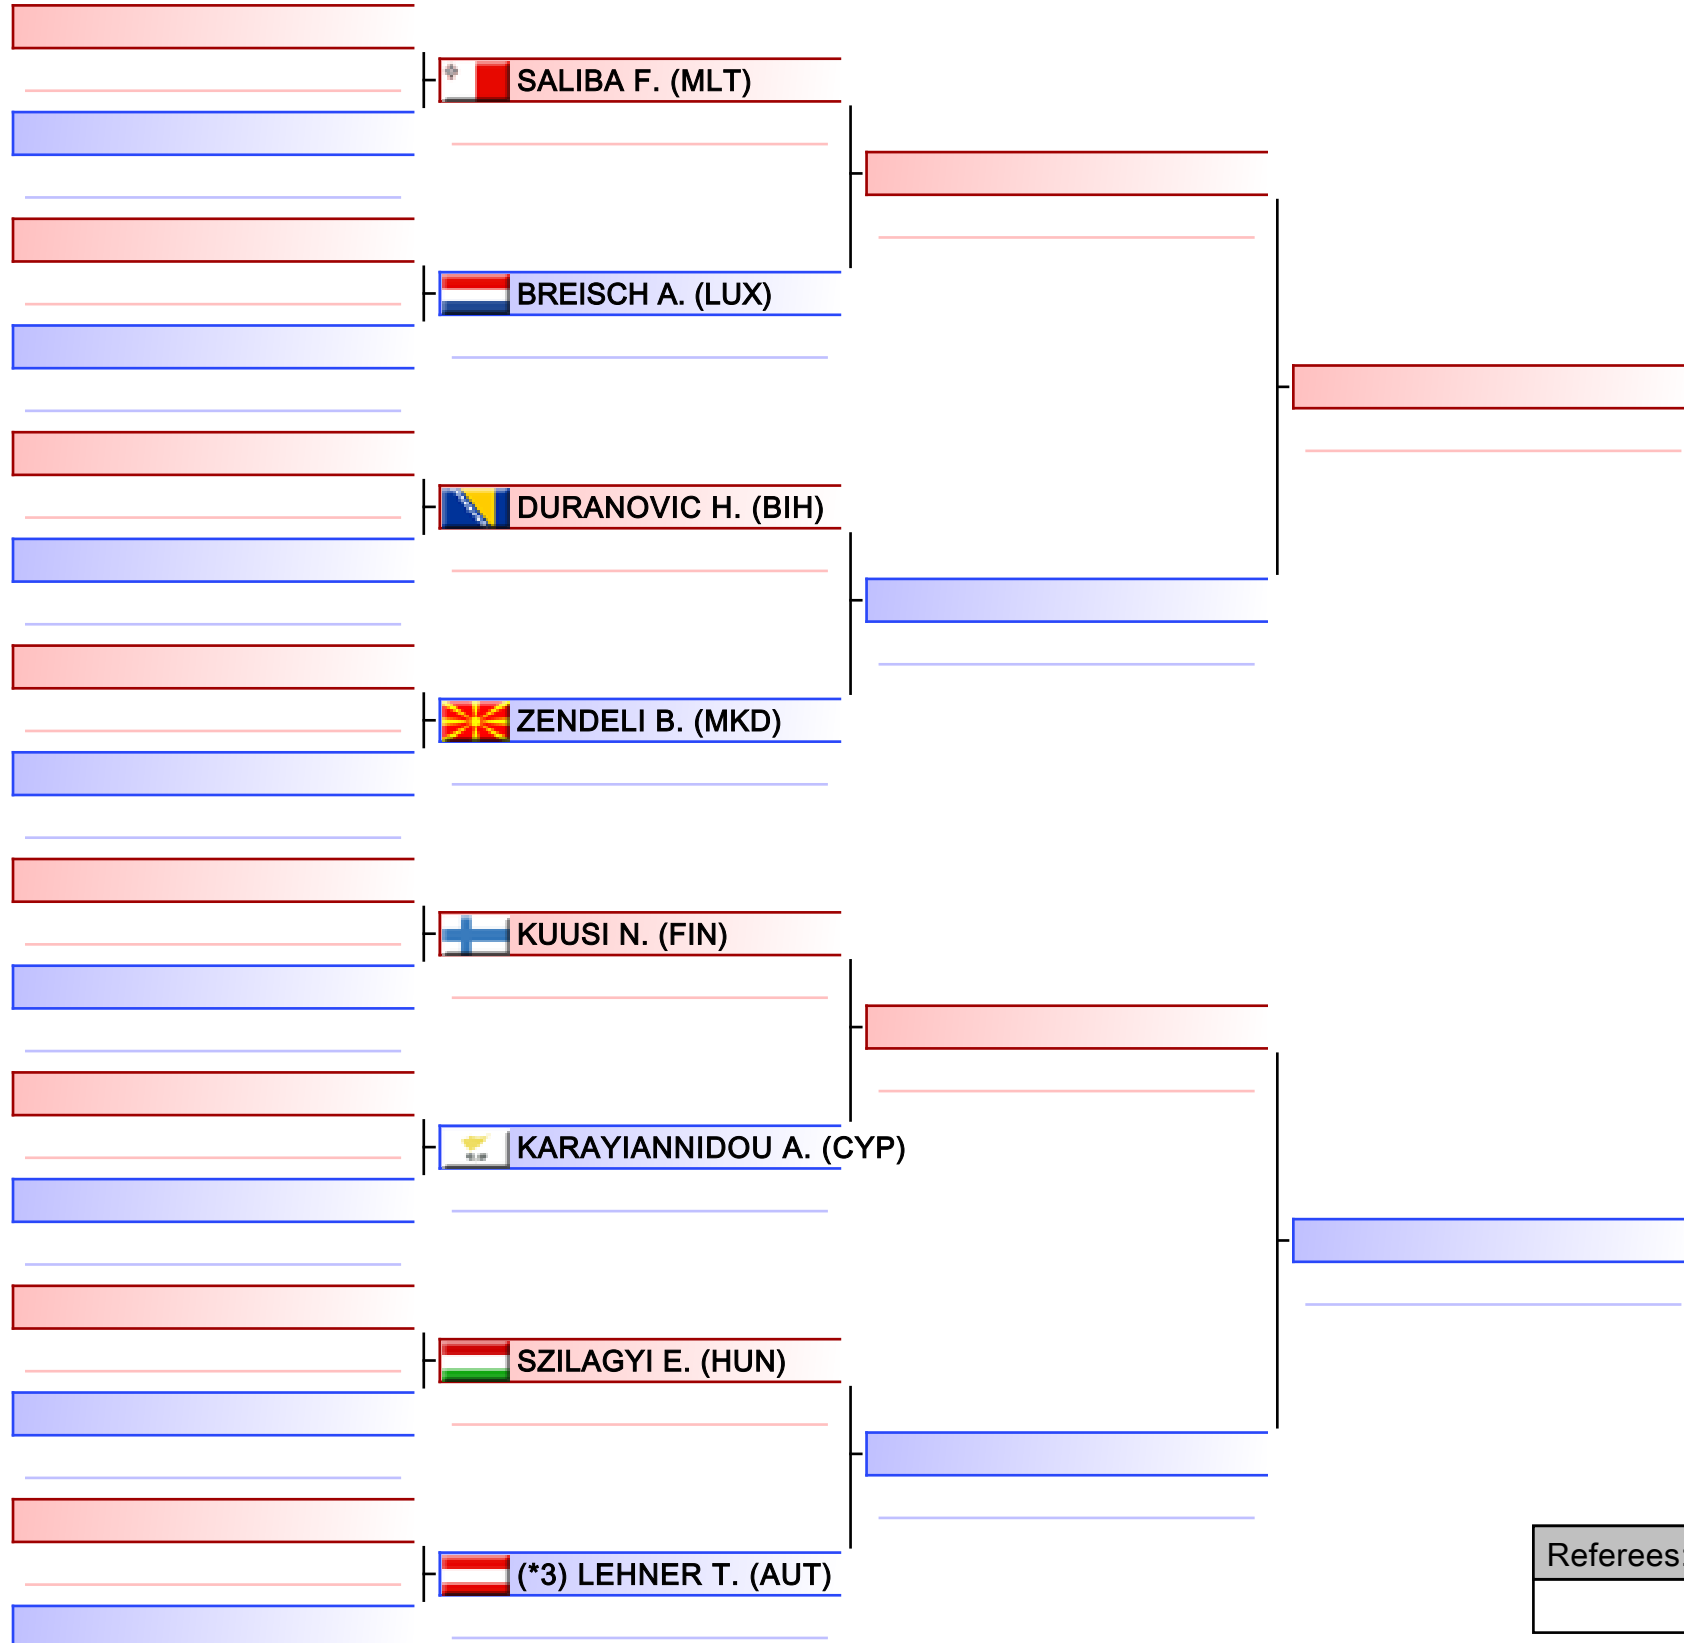 SALIBA F. (MLT)
BREISCH A. (LUX)
DURANOVIC H. (BIH)
ZENDELI B. (MKD)
KUUSI N. (FIN)
KARAYIANNIDOU A. (CYP)
SZILAGYI E. (HUN)
(*3) LEHNER T. (AUT)
Referees: